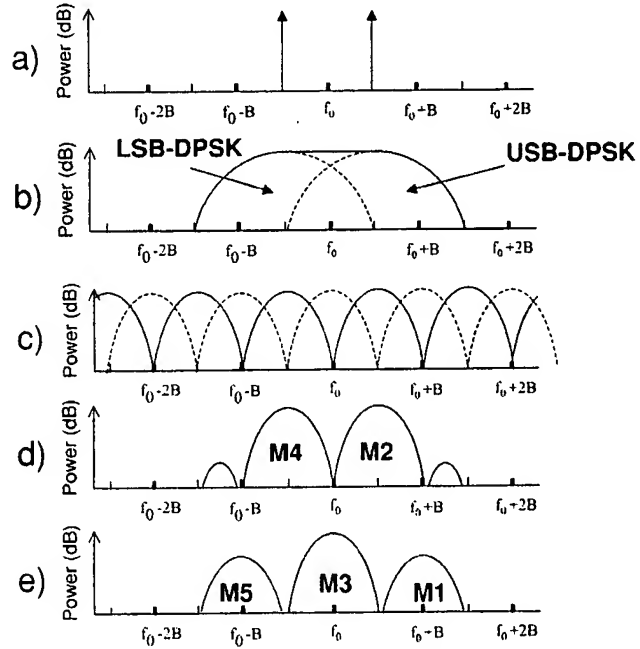 a)
Power (dB)
f₀-2B f₀-B f₀ f₀+B f₀+2B
b)
Power (dB)
LSB-DPSK USB-DPSK
f₀-2B f₀-B f₀ f₀+B f₀+2B
c)
Power (dB)
f₀-2B f₀-B f₀ f₀+B f₀+2B
d)
Power (dB)
M4 M2
f₀-2B f₀-B f₀ f₀+B f₀+2B
e)
Power (dB)
M5 M3 M1
f₀-2B f₀-B f₀ f₀+B f₀+2B